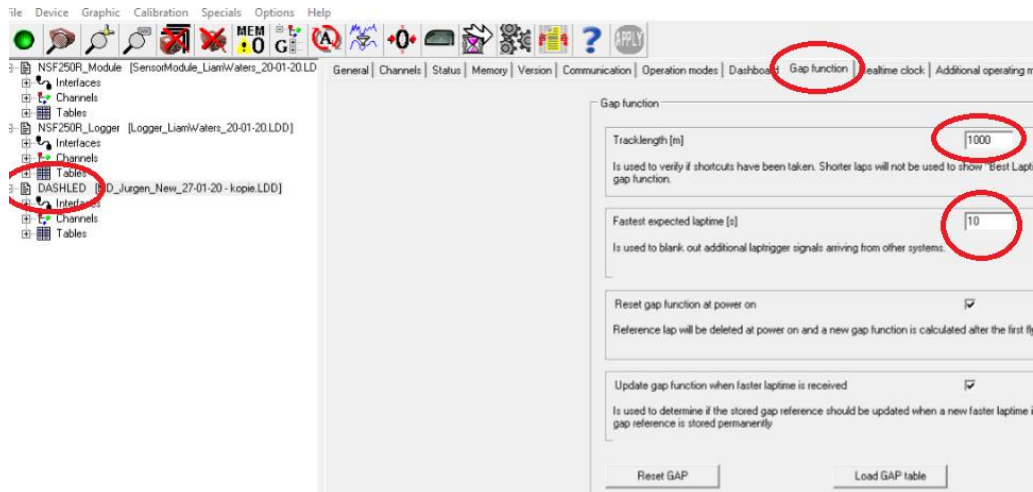 File Device Graphic Calibration Specials Options Help
MEM 0 G
A ? APPLY
NSF250R_Module [SensorModule_LiamWaters_20-01-20.LD
Interfaces
Channels
Tables
NSF250R_Logger [Logger_LiamWaters_20-01-20.LDD]
Interfaces
Channels
Tables
DASHLED [MD_Jurgen_New_27-01-20 - kopie.LDD]
Interfaces
Channels
Tables
General Channels Status Memory Version Communication Operation modes Dashboard Gap function Realtime clock Additional operating m
Gap function
Tracklength [m] 1000
Is used to verify if shortcuts have been taken. Shorter laps will not be used to show "Best Lapti
gap function.
Fastest expected laptime [s] 10
Is used to blank out additional laptrigger signals arriving from other systems.
Reset gap function at power on
Reference lap will be deleted at power on and a new gap function is calculated after the first fly
Update gap function when faster laptime is received
Is used to determine if the stored gap reference should be updated when a new faster laptime i
gap reference is stored permanently
Reset GAP Load GAP table